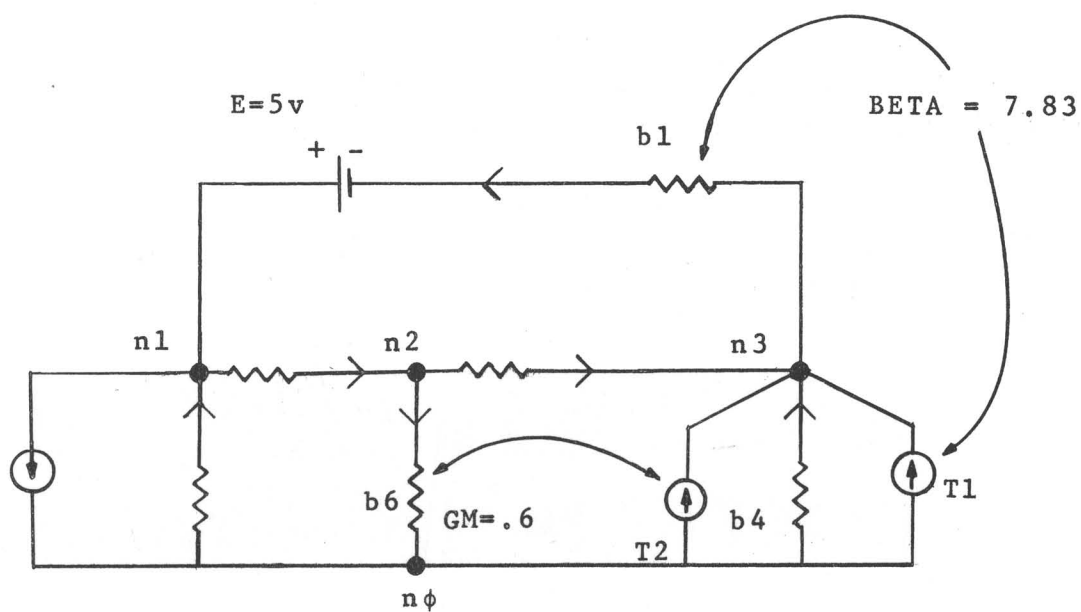 E=5v
BETA = 7.83
+ -
b1
n1
n2
n3
b6
GM=.6
T2
b4
T1
nϕ